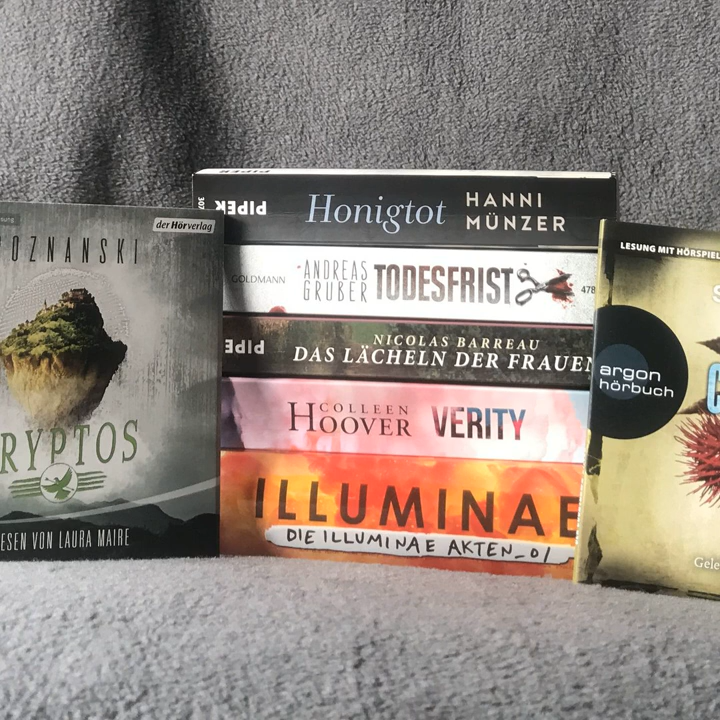 der Hörverlag
OZNANSKI
RYPTOS
ESEN VON LAURA MAIRE
PIPER
PIPER
Honigtot
HANNI
MÜNZER
GOLDMANN
ANDREAS
GRUBER
TODESFRIST
478
PIPER
NICOLAS BARREAU
DAS LÄCHELN DER FRAUEN
COLLEEN
HOOVER
VERITY
ILLUMINAE
DIE ILLUMINAE AKTEN_01
LESUNG MIT HÖRSPIEL
S
argon
hörbuch
Gele